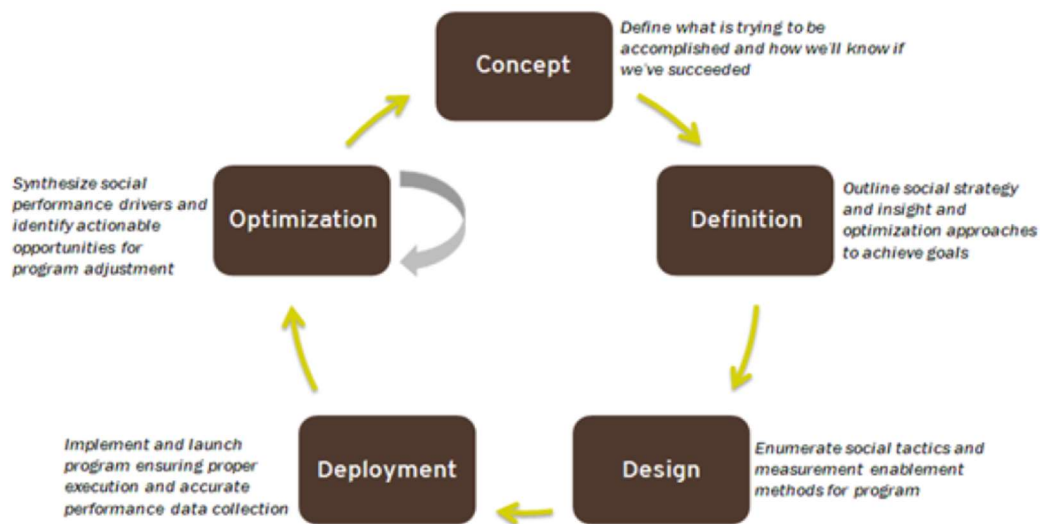 Concept
Define what is trying to be
accomplished and how we'll know if
we've succeeded
Definition
Outline social strategy
and insight and
optimization approaches
to achieve goals
Design
Enumerate social tactics and
measurement enablement
methods for program
Deployment
Implement and launch
program ensuring proper
execution and accurate
performance data collection
Optimization
Synthesize social
performance drivers and
identify actionable
opportunities for
program adjustment